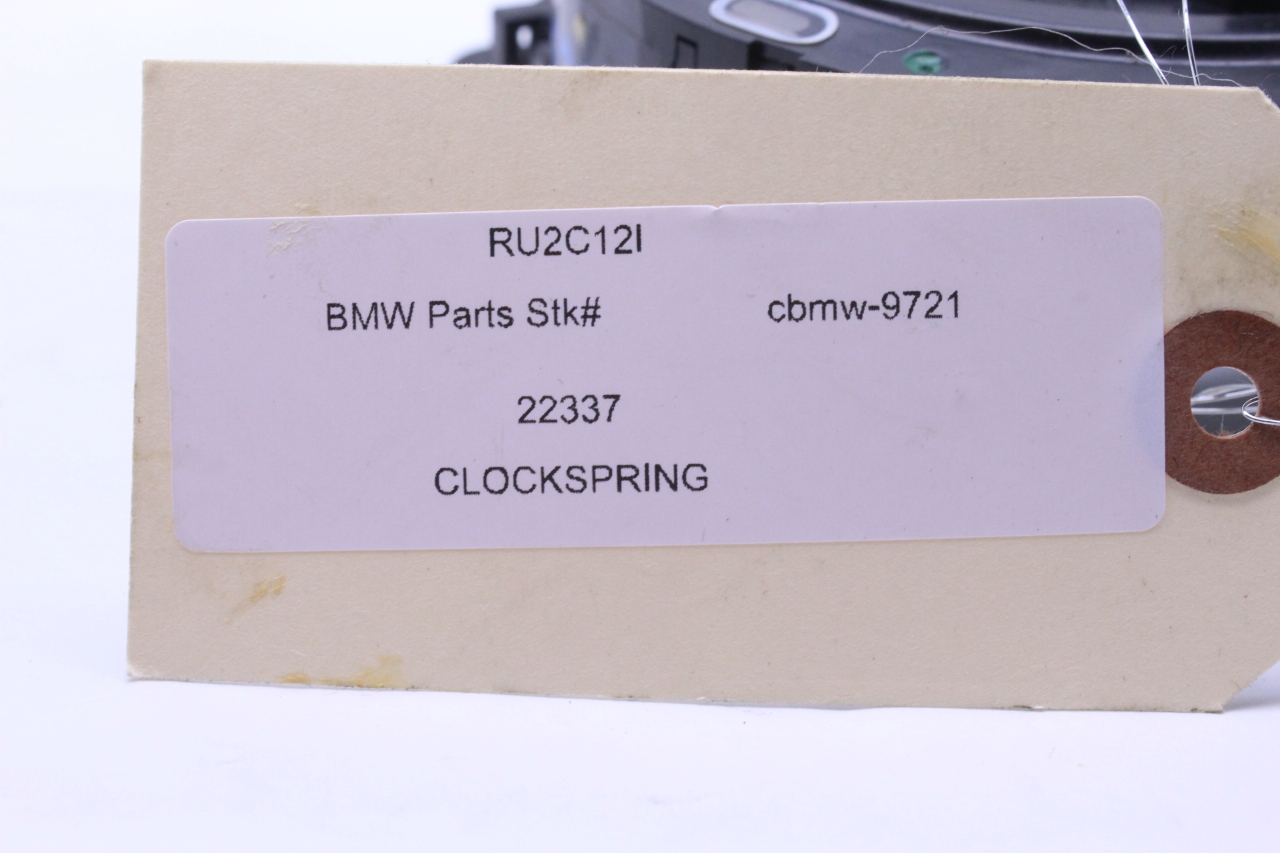 RU2C12I
BMW Parts Stk# cbmw-9721
22337
CLOCKSPRING